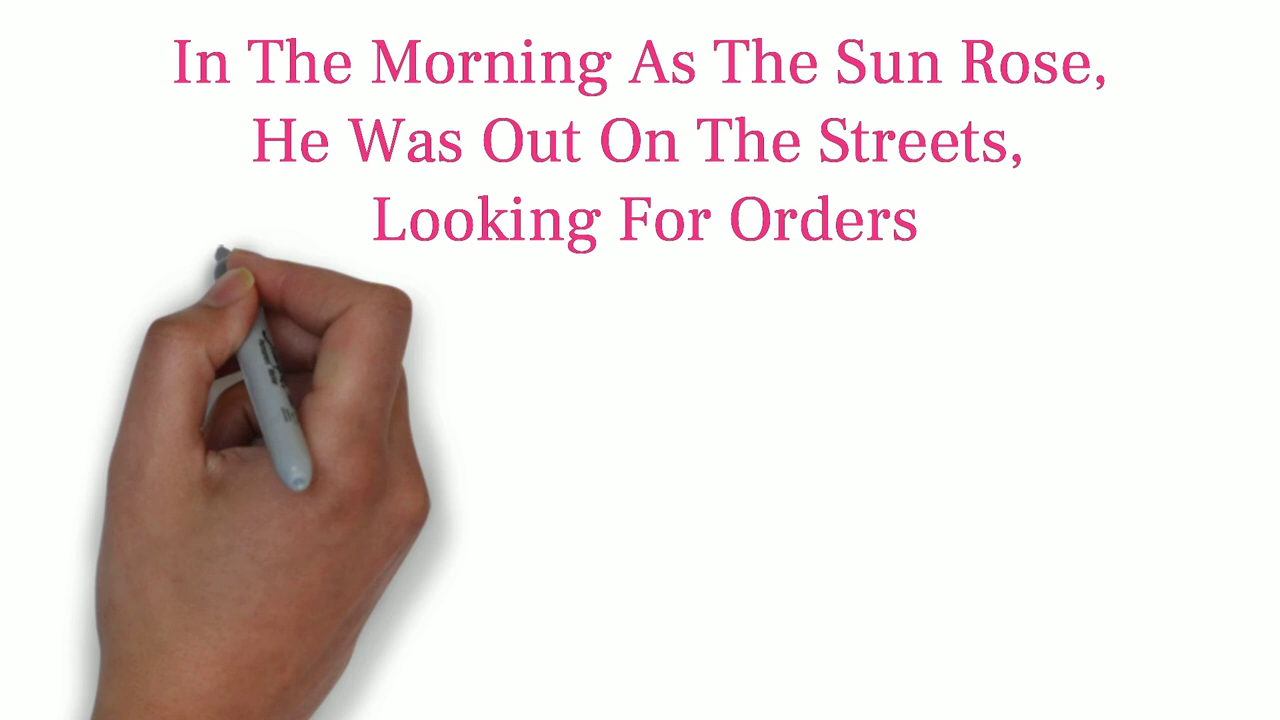 In The Morning As The Sun Rose,
He Was Out On The Streets,
Looking For Orders